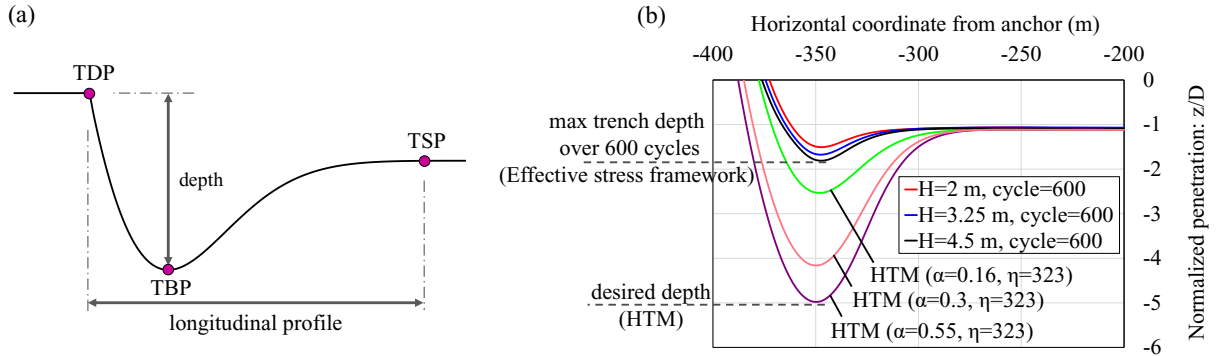 (a)
TDP
TSP
depth
TBP
longitudinal profile
(b)
Horizontal coordinate from anchor (m)
-400 -350 -300 -250 -200
0
-1
-2
-3
-4
-5
-6
Normalized penetration: z/D
max trench depth
over 600 cycles
(Effective stress framework)
H=2 m, cycle=600
H=3.25 m, cycle=600
H=4.5 m, cycle=600
HTM (α=0.16, η=323)
HTM (α=0.3, η=323)
HTM (α=0.55, η=323)
desired depth
(HTM)